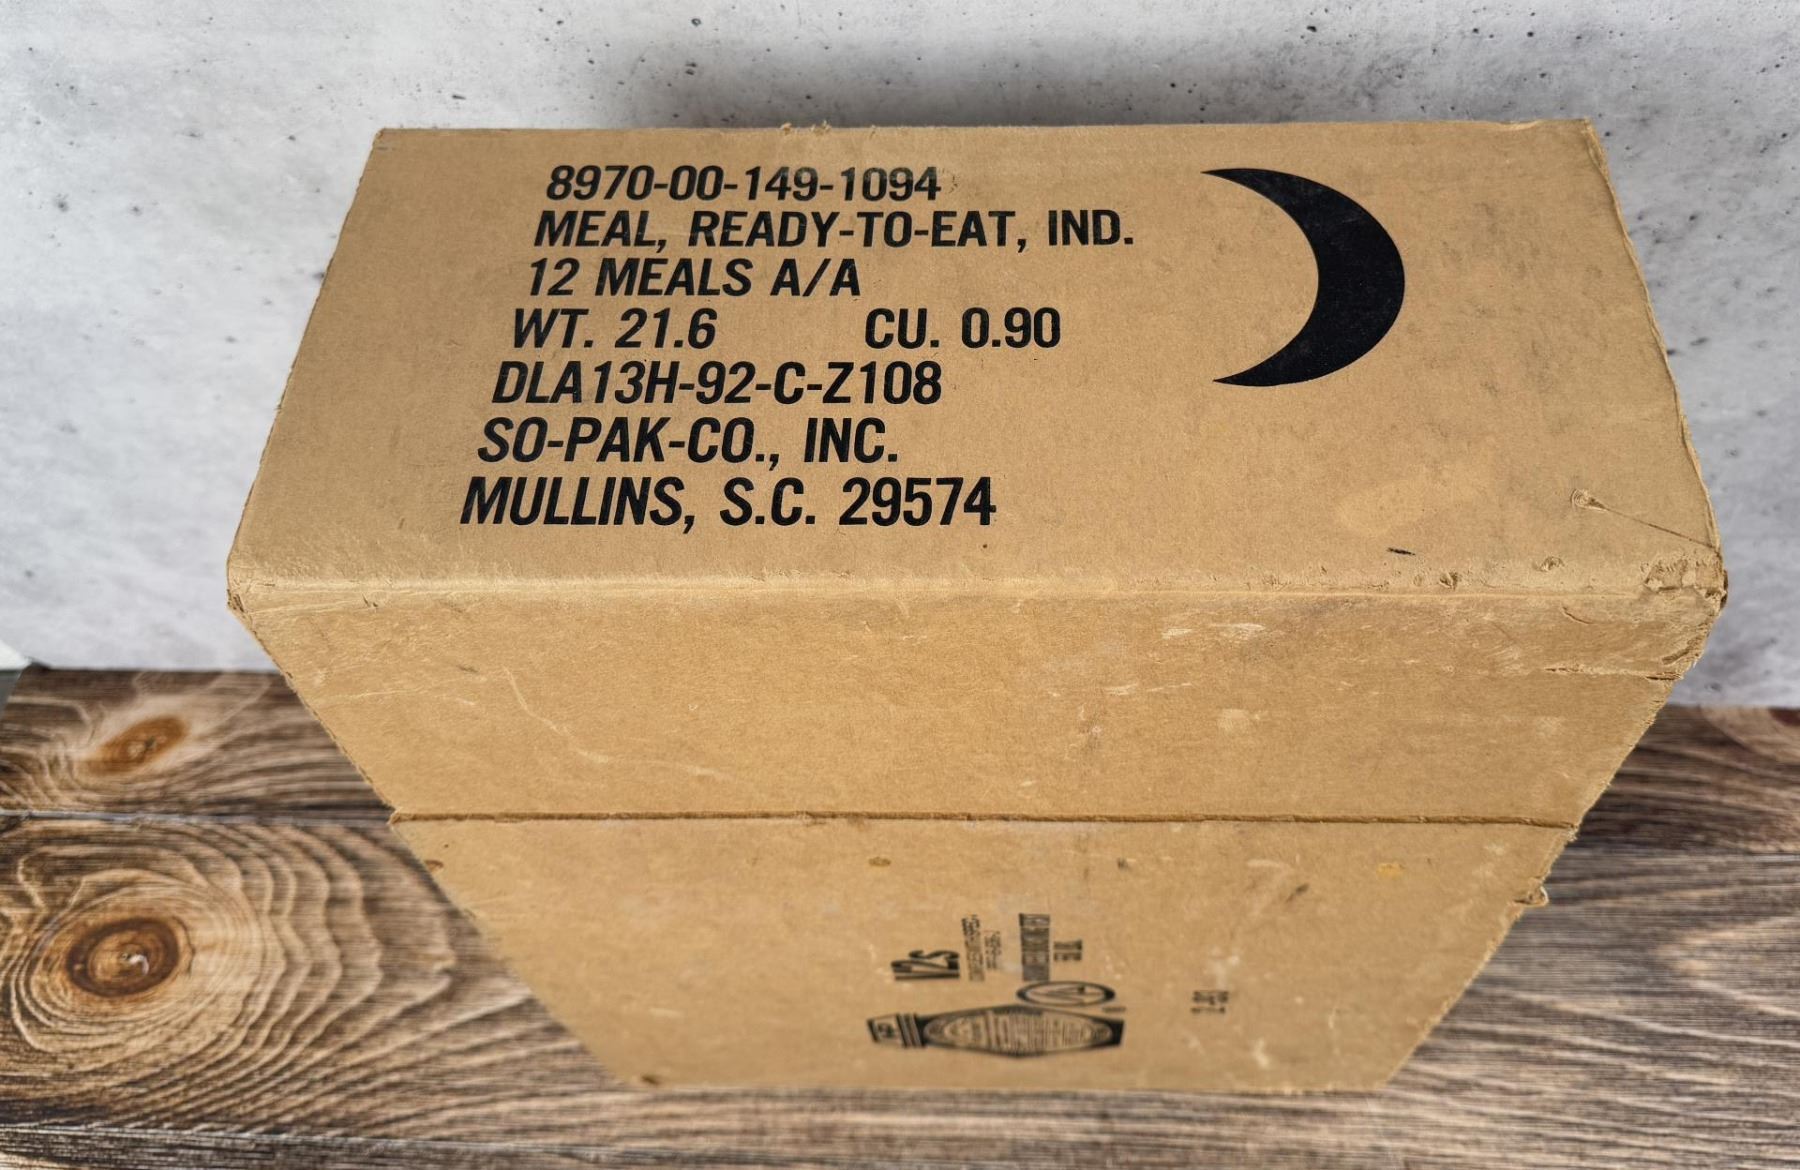 8970-00-149-1094
MEAL, READY-TO-EAT, IND.
12 MEALS A/A
WT. 21.6 CU. 0.90
DLA13H-92-C-Z108
SO-PAK-CO., INC.
MULLINS, S.C. 29574
V2s